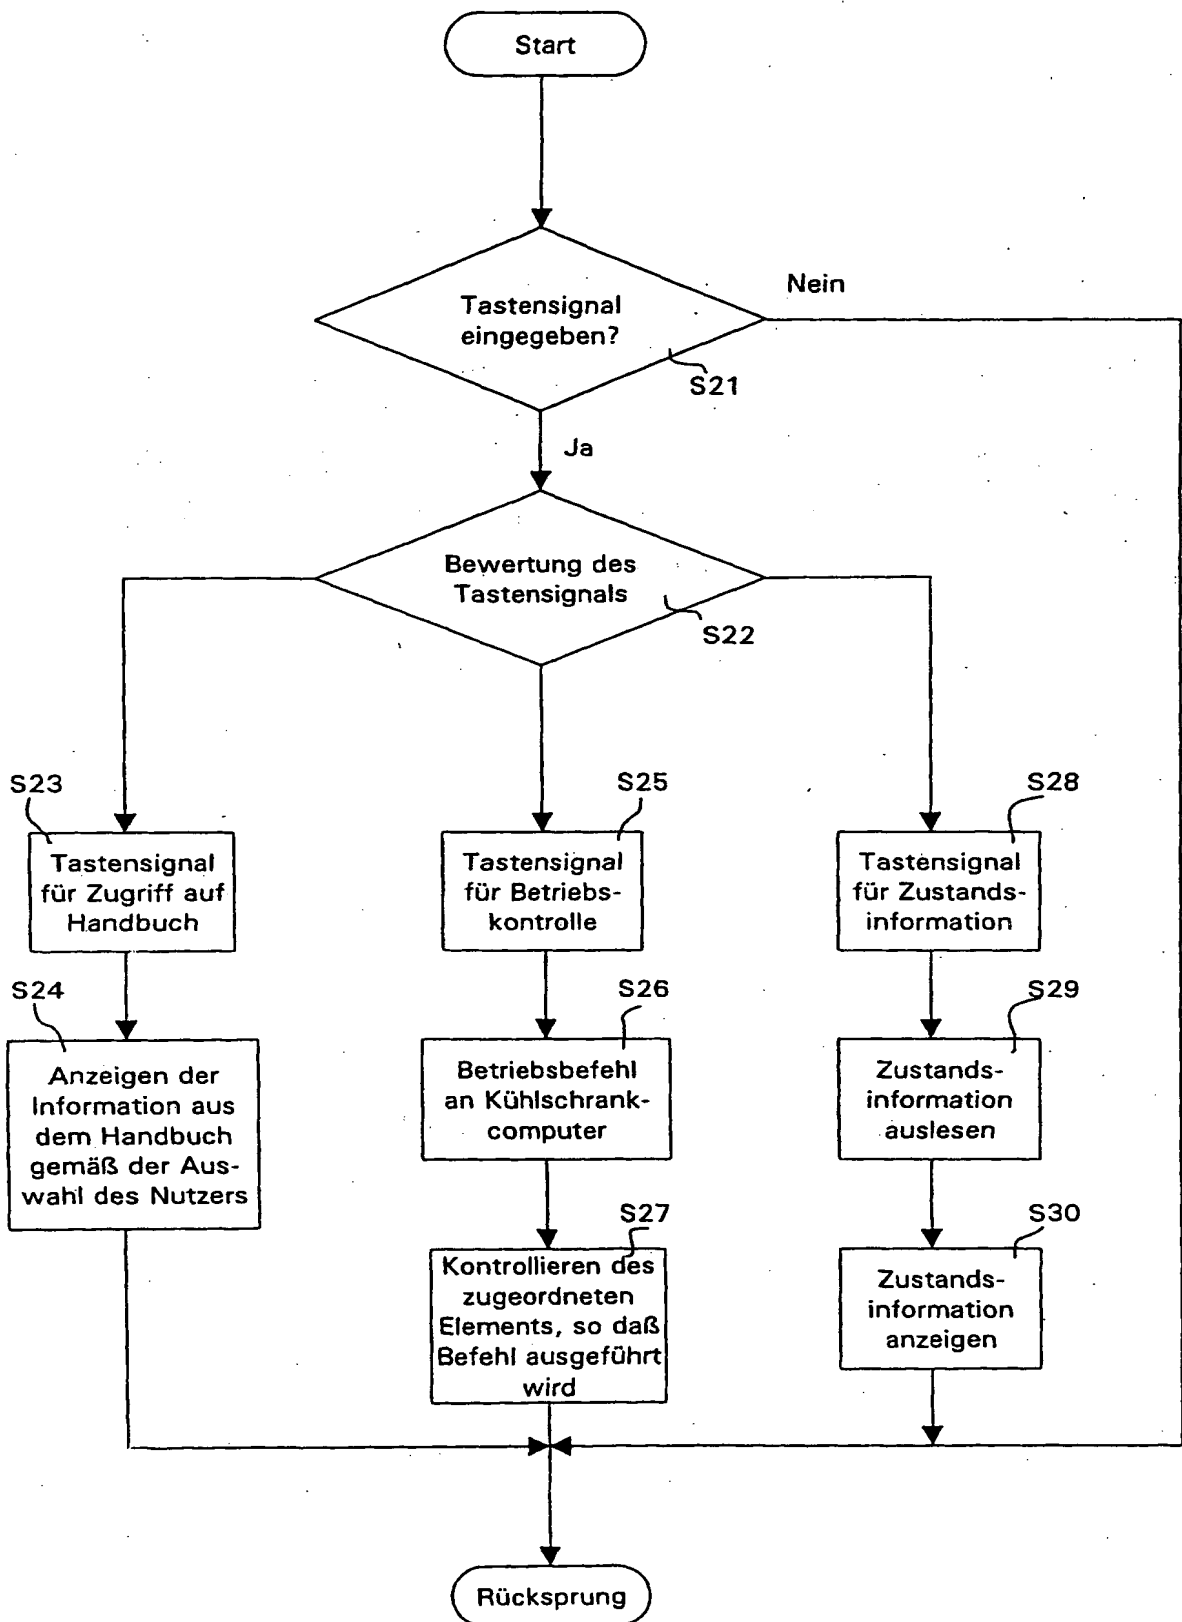 Start
Nein
Tastensignal
eingegeben?
S21
Ja
Bewertung des
Tastensignals
S22
S23
Tastensignal
für Zugriff auf
Handbuch
S24
Anzeigen der
Information aus
dem Handbuch
gemäß der Aus-
wahl des Nutzers
S25
Tastensignal
für Betriebs-
kontrolle
S26
Betriebsbefehl
an Kühlschrank-
computer
S27
Kontrollieren des
zugeordneten
Elements, so daß
Befehl ausgeführt
wird
S28
Tastensignal
für Zustands-
information
S29
Zustands-
information
auslesen
S30
Zustands-
information
anzeigen
Rücksprung